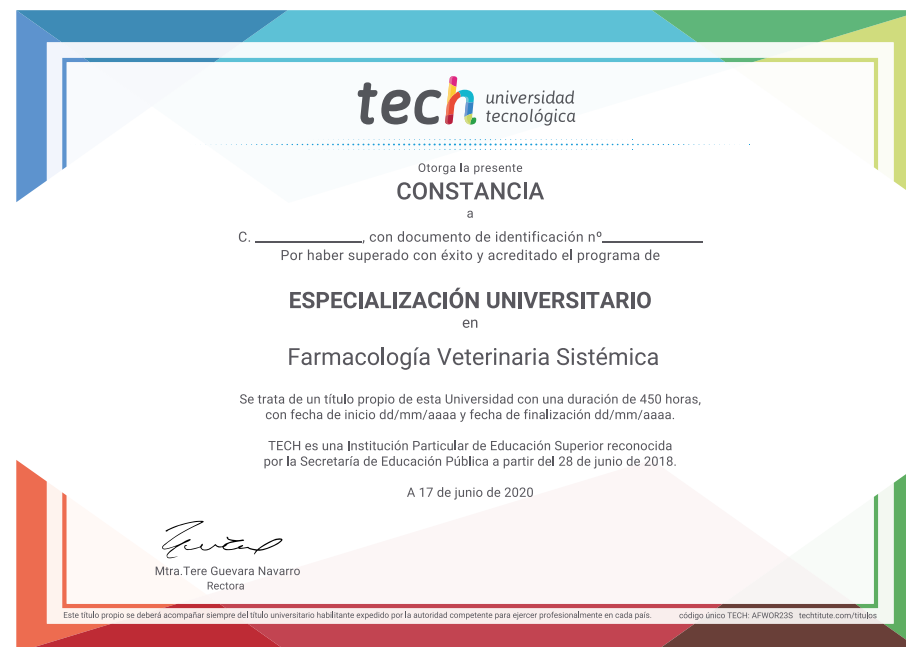 tech universidad
tecnológica
Otorga la presente
CONSTANCIA
a
C. ____________, con documento de identificación nº____________
Por haber superado con éxito y acreditado el programa de
ESPECIALIZACIÓN UNIVERSITARIO
en
Farmacología Veterinaria Sistémica
Se trata de un título propio de esta Universidad con una duración de 450 horas,
con fecha de inicio dd/mm/aaaa y fecha de finalización dd/mm/aaaa.
TECH es una Institución Particular de Educación Superior reconocida
por la Secretaría de Educación Pública a partir del 28 de junio de 2018.
A 17 de junio de 2020
Mtra.Tere Guevara Navarro
Rectora
Este título propio se deberá acompañar siempre del título universitario habilitante expedido por la autoridad competente para ejercer profesionalmente en cada país. código único TECH: AFWOR23S techtitute.com/titulos